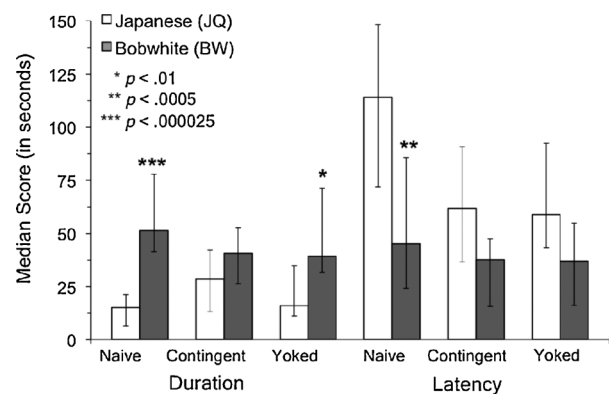 Japanese (JQ)
Bobwhite (BW)
* p < .01
** p < .0005
*** p < .000025
Median Score (in seconds)
150
125
100
75
50
25
0
***
*
**
Naive Contingent Yoked Naive Contingent Yoked
Duration Latency